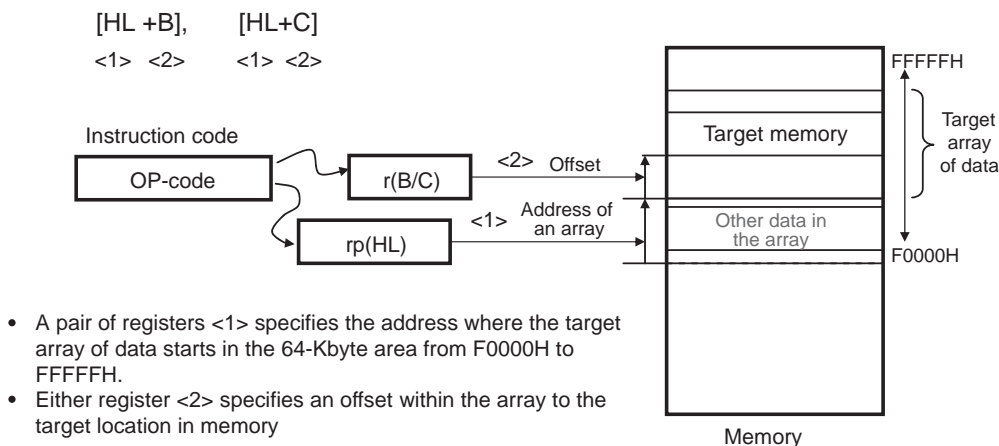 [HL +B], [HL+C]
<1> <2> <1> <2>
FFFFFH
Target
array
of data
Instruction code
Target memory
OP-code
r(B/C)
<2> Offset
<1> Address of
an array
rp(HL)
Other data in
the array
F0000H
• A pair of registers <1> specifies the address where the target
array of data starts in the 64-Kbyte area from F0000H to
FFFFFH.
• Either register <2> specifies an offset within the array to the
target location in memory
Memory